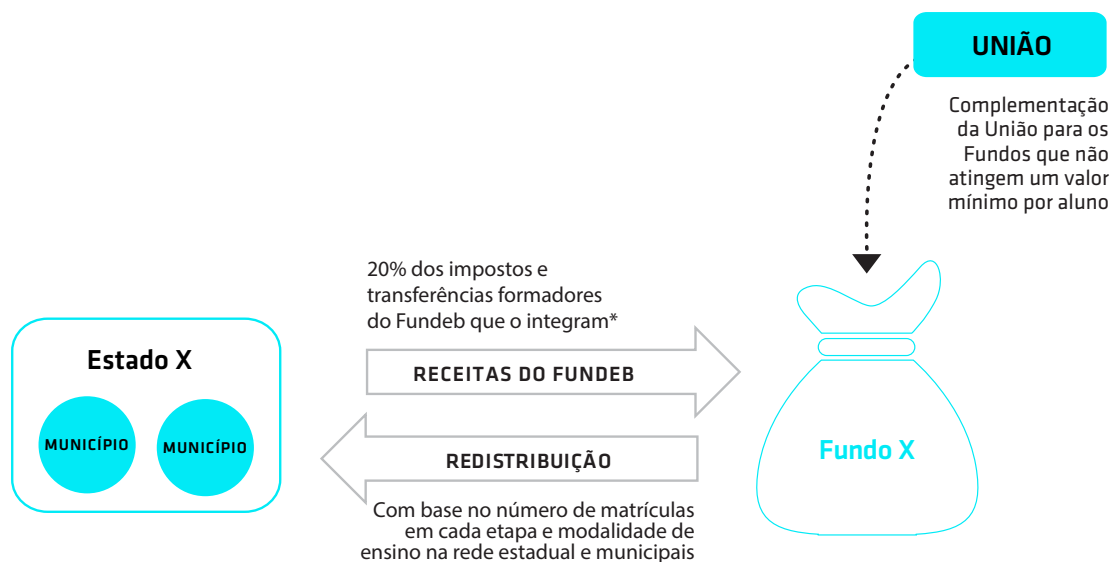 UNIÃO
Complementação
da União para os
Fundos que não
atingem um valor
mínimo por aluno
20% dos impostos e
transferências formadores
do Fundeb que o integram*
Estado X
MUNICÍPIO
MUNICÍPIO
RECEITAS DO FUNDEB
REDISTRIBUIÇÃO
Com base no número de matrículas
em cada etapa e modalidade de
ensino na rede estadual e municipais
Fundo X